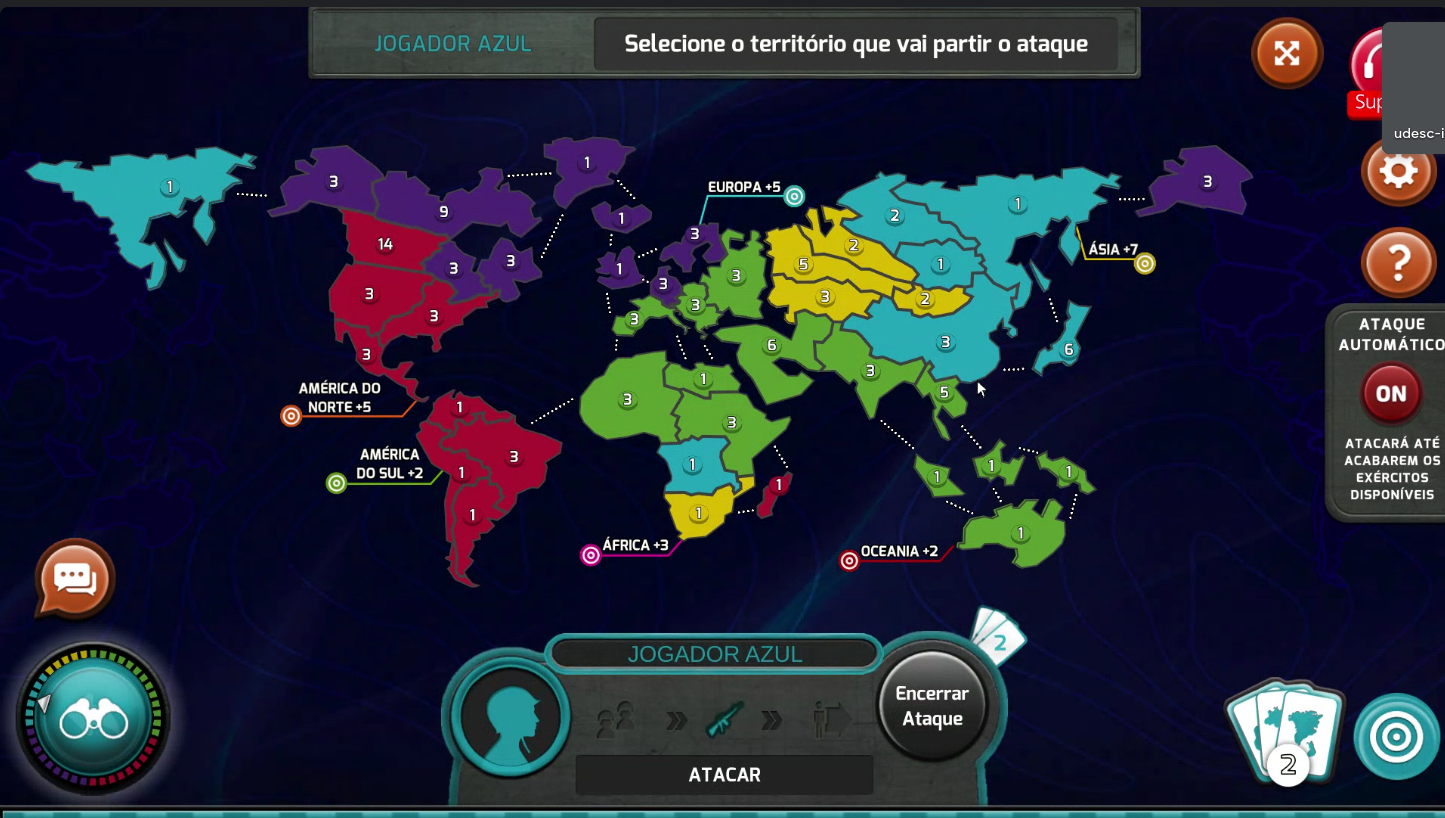 JOGADOR AZUL
Selecione o território que vai partir o ataque
Sup
udesc-i
1
3
9
1
1
14
3
3
3
3
3
3
1
3
1
3
EUROPA +5
3
3
3
3
5
2
3
2
2
1
1
3
6
3
ÁSIA +7
6
3
5
AMÉRICA DO
NORTE +5
AMÉRICA
DO SUL +2
1
3
1
1
3
1
3
1
1
1
ÁFRICA +3
1
1
1
1
OCEANIA +2
ATAQUE
AUTOMÁTICO
ON
ATACARÁ ATÉ
ACABAREM OS
EXÉRCITOS
DISPONÍVEIS
2
JOGADOR AZUL
Encerrar
Ataque
ATACAR
2